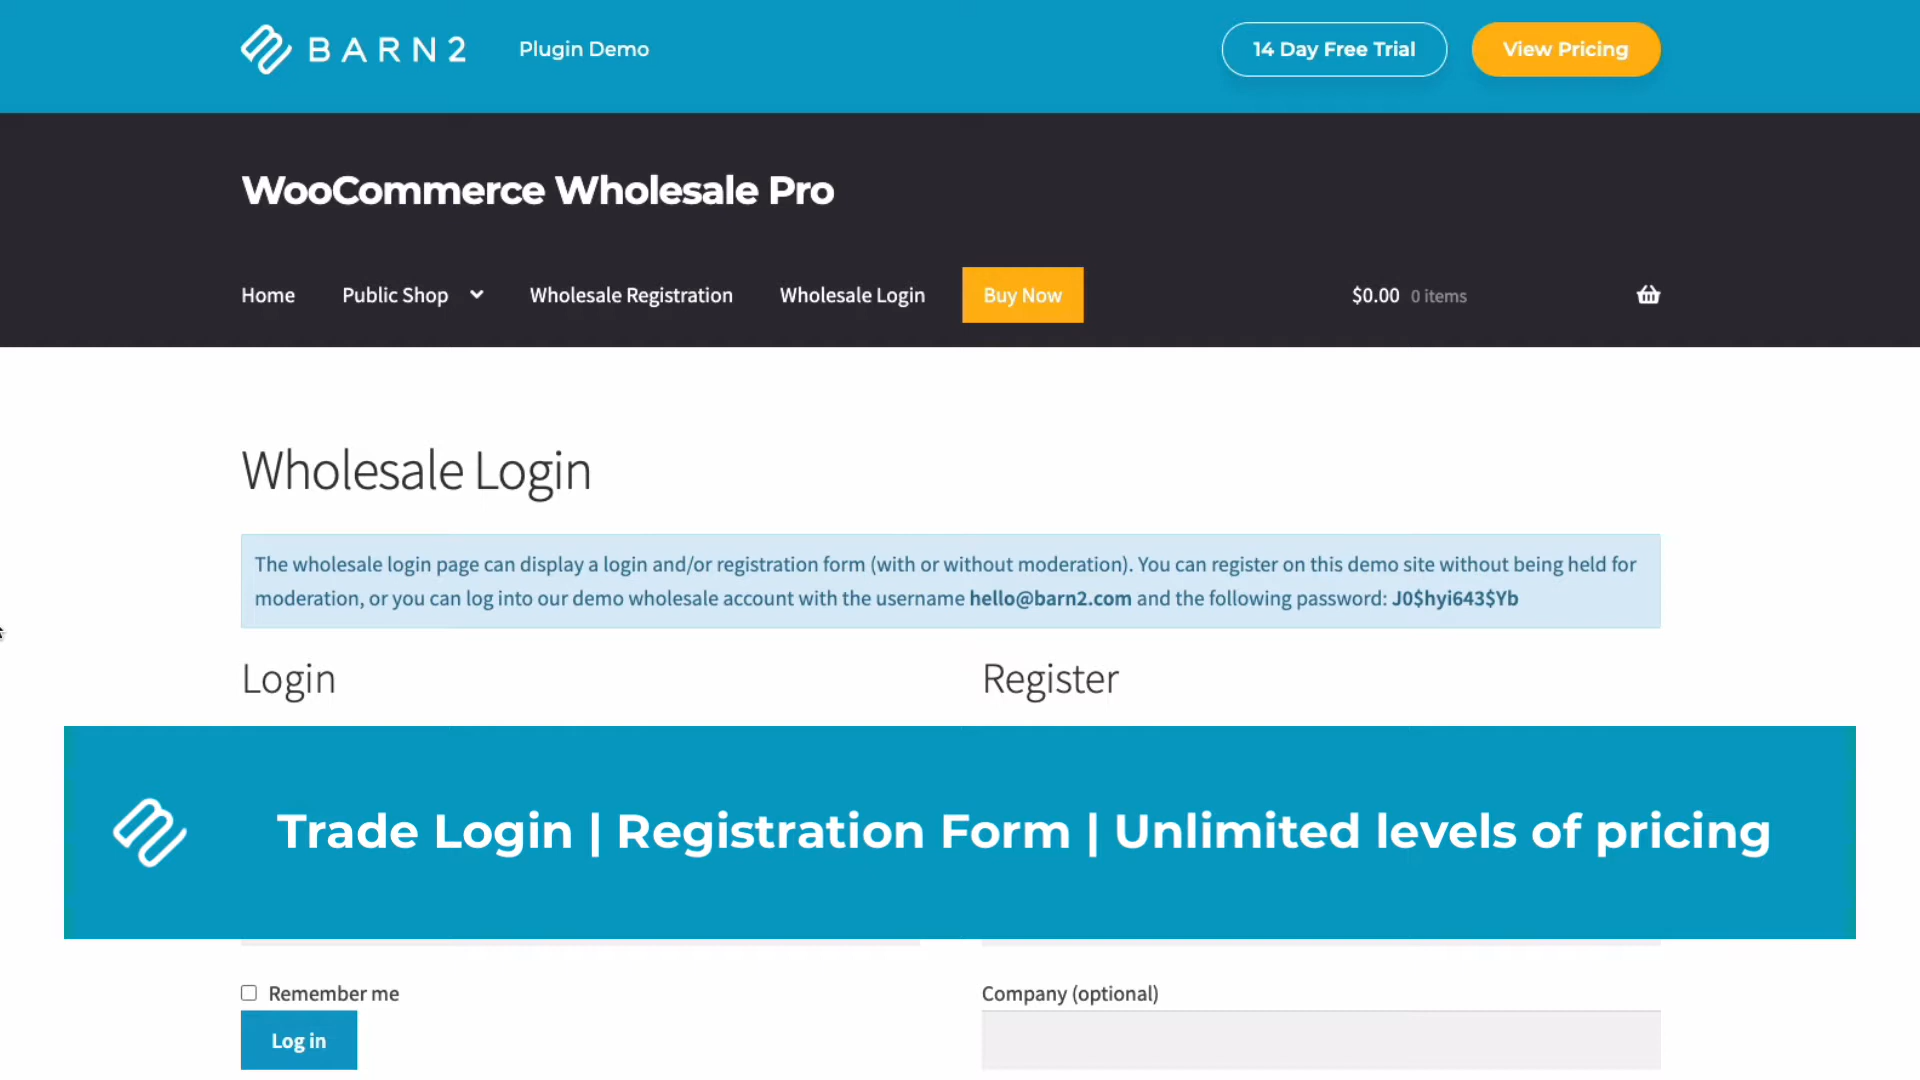 BARN2
Plugin Demo
14 Day Free Trial
View Pricing
WooCommerce Wholesale Pro
Home
Public Shop
Wholesale Registration
Wholesale Login
Buy Now
$0.00 0 items
Wholesale Login
The wholesale login page can display a login and/or registration form (with or without moderation). You can register on this demo site without being held for
moderation, or you can log into our demo wholesale account with the username hello@barn2.com and the following password: J0$hyi643$Yb
Login
Register
Trade Login | Registration Form | Unlimited levels of pricing
Remember me
Company (optional)
Log in